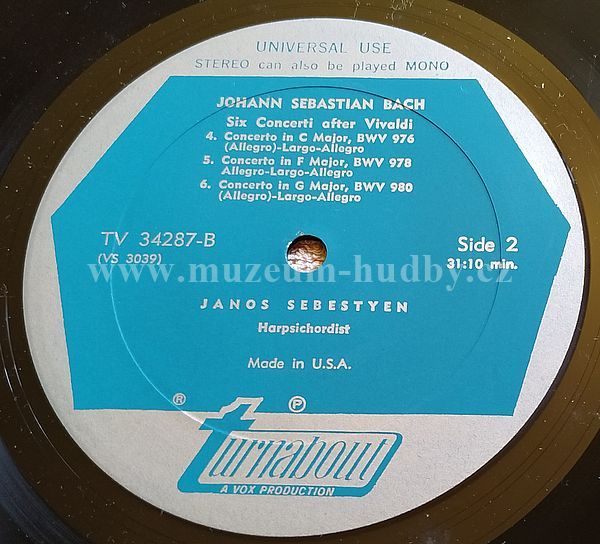 UNIVERSAL USE
STEREO can also be played MONO
JOHANN SEBASTIAN BACH
Six Concerti after Vivaldi
4. Concerto in C Major, BWV 976
(Allegro)-Largo-Allegro
5. Concerto in F Major, BWV 978
Allegro-Largo-Allegro
6. Concerto in G Major, BWV 980
(Allegro)-Largo-Allegro
TV 34287-B
(VS 3039)
Side 2
31:10 min.
www.muzeum-hudby.cz
JANOS SEBESTYEN
Harpsichordist
Made in U.S.A.
® ℗
turnabout
A VOX PRODUCTION